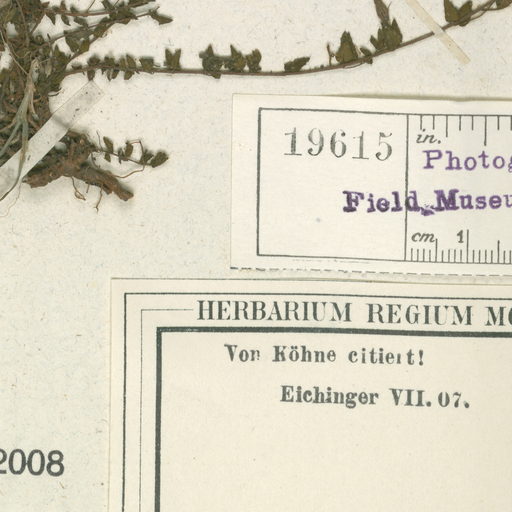 19615
in.
Photog
Field Museu
cm 1
HERBARIUM REGIUM MO
Von Köhne citiert!
Eichinger VII. 07.
2008